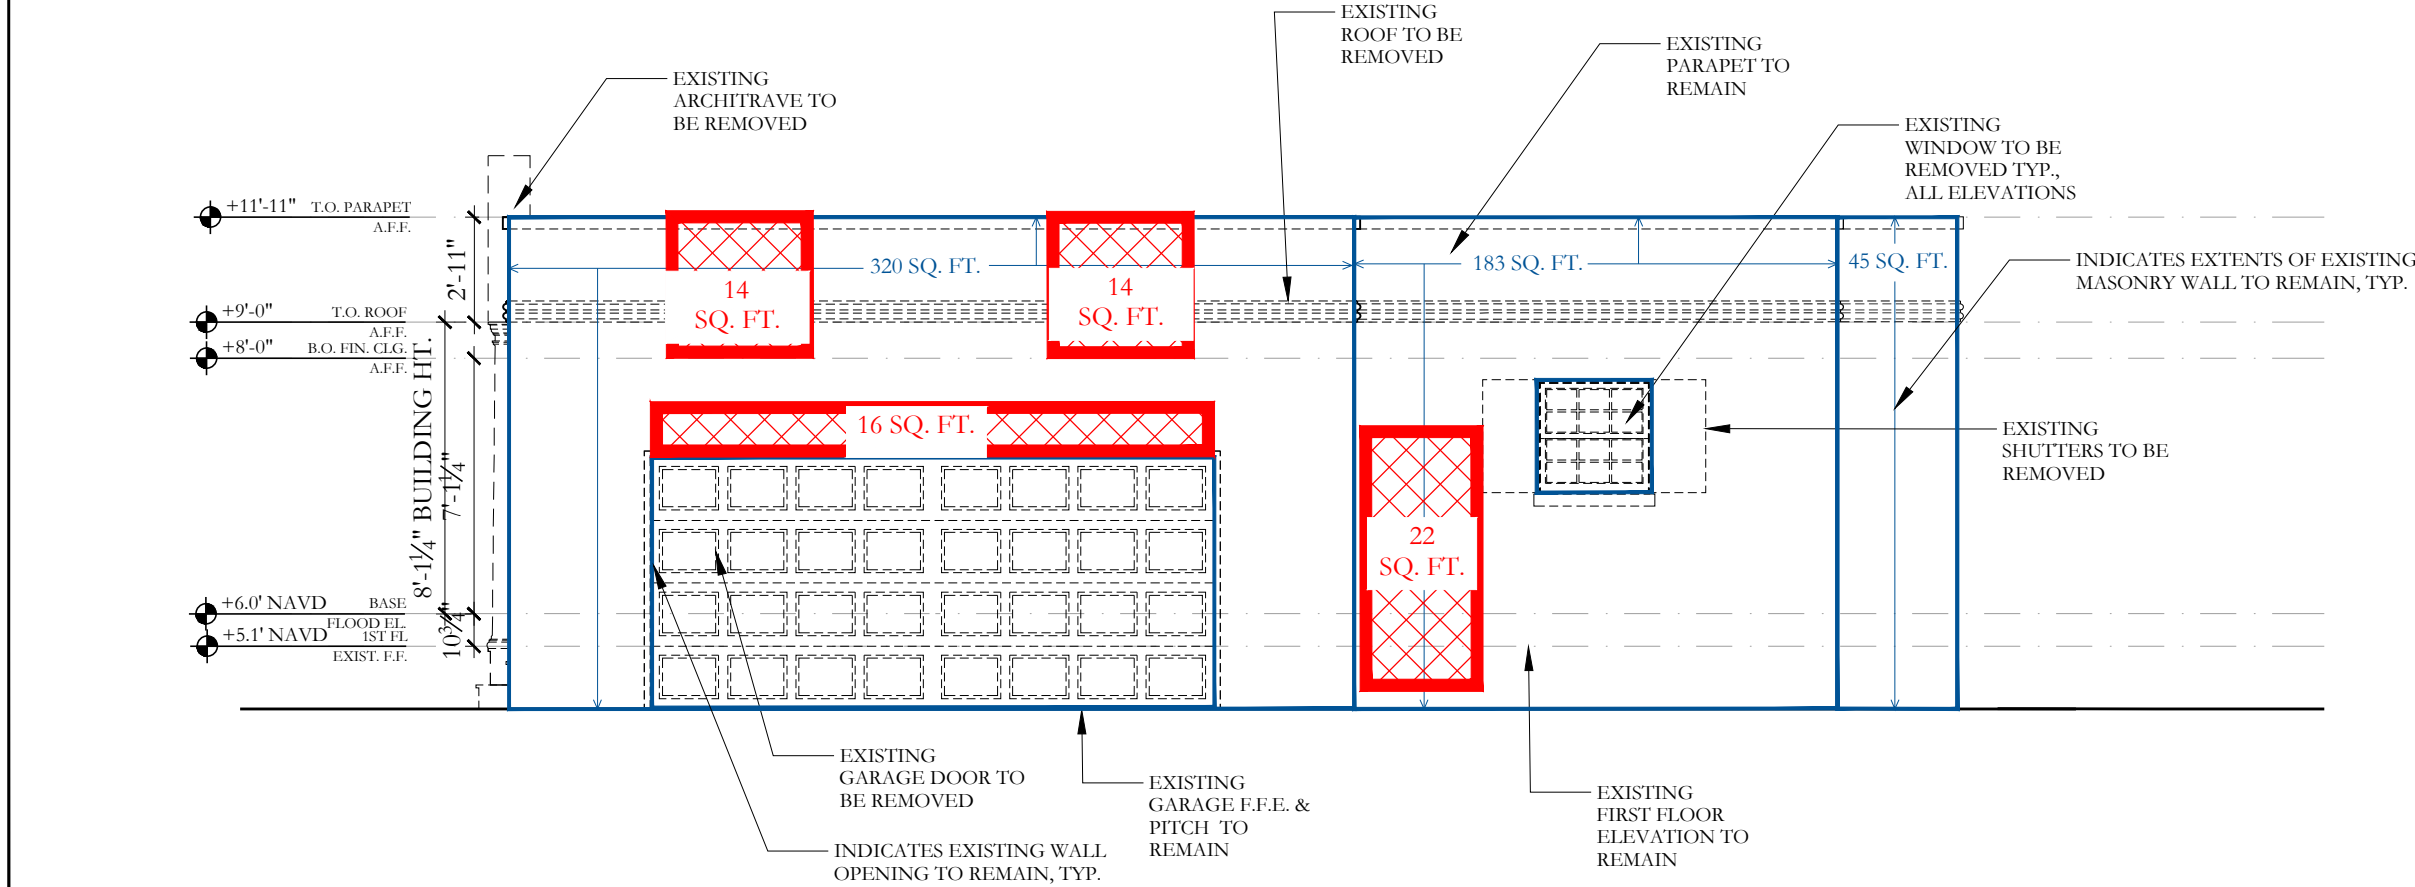 EXISTING
ROOF TO BE
REMOVED
EXISTING
PARAPET TO
REMAIN
EXISTING
ARCHITRAVE TO
BE REMOVED
EXISTING
WINDOW TO BE
REMOVED TYP.,
ALL ELEVATIONS
+11'-11" T.O. PARAPET
A.F.F.
2'-11"
320 SQ. FT.
183 SQ. FT.
45 SQ. FT.
INDICATES EXTENTS OF EXISTING
MASONRY WALL TO REMAIN, TYP.
14
SQ. FT.
14
SQ. FT.
+9'-0" T.O. ROOF
A.F.F.
+8'-0" B.O. FIN. CLG.
A.F.F.
8'-1¼" BUILDING HT.
7'-1¼"
16 SQ. FT.
EXISTING
SHUTTERS TO BE
REMOVED
22
SQ. FT.
+6.0' NAVD BASE
FLOOD EL.
+5.1' NAVD 1ST FL
EXIST. F.F.
10¾"
EXISTING
GARAGE DOOR TO
BE REMOVED
EXISTING
GARAGE F.F.E. &
PITCH TO
REMAIN
EXISTING
FIRST FLOOR
ELEVATION TO
REMAIN
INDICATES EXISTING WALL
OPENING TO REMAIN, TYP.